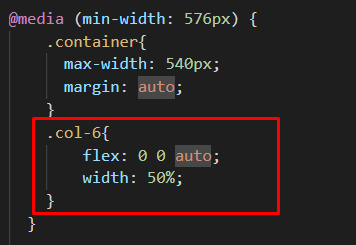 @media (min-width: 576px) {
.container{
max-width: 540px;
margin: auto;
}
.col-6{
flex: 0 0 auto;
width: 50%;
}
}